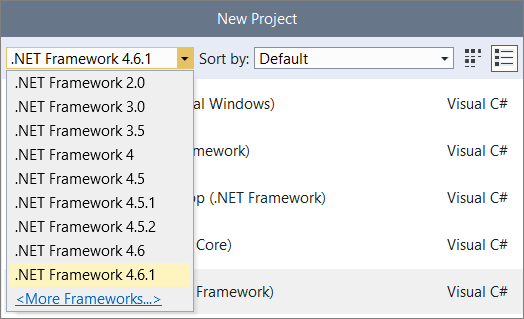 New Project
.NET Framework 4.6.1 Sort by: Default
.NET Framework 2.0
.NET Framework 3.0
.NET Framework 3.5
.NET Framework 4
.NET Framework 4.5
.NET Framework 4.5.1
.NET Framework 4.5.2
.NET Framework 4.6
.NET Framework 4.6.1
<More Frameworks...>
al Windows) Visual C#
mework) Visual C#
op (.NET Framework) Visual C#
Core) Visual C#
Framework) Visual C#